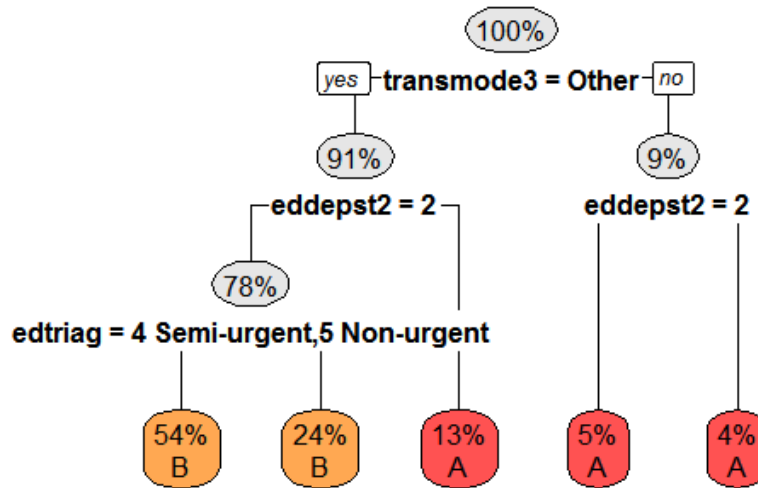 100%
yes transmode3 = Other no
91% 9%
eddepst2 = 2 eddepst2 = 2
78%
edtriag = 4 Semi-urgent,5 Non-urgent
54% 24% 13% 5% 4%
B B A A A